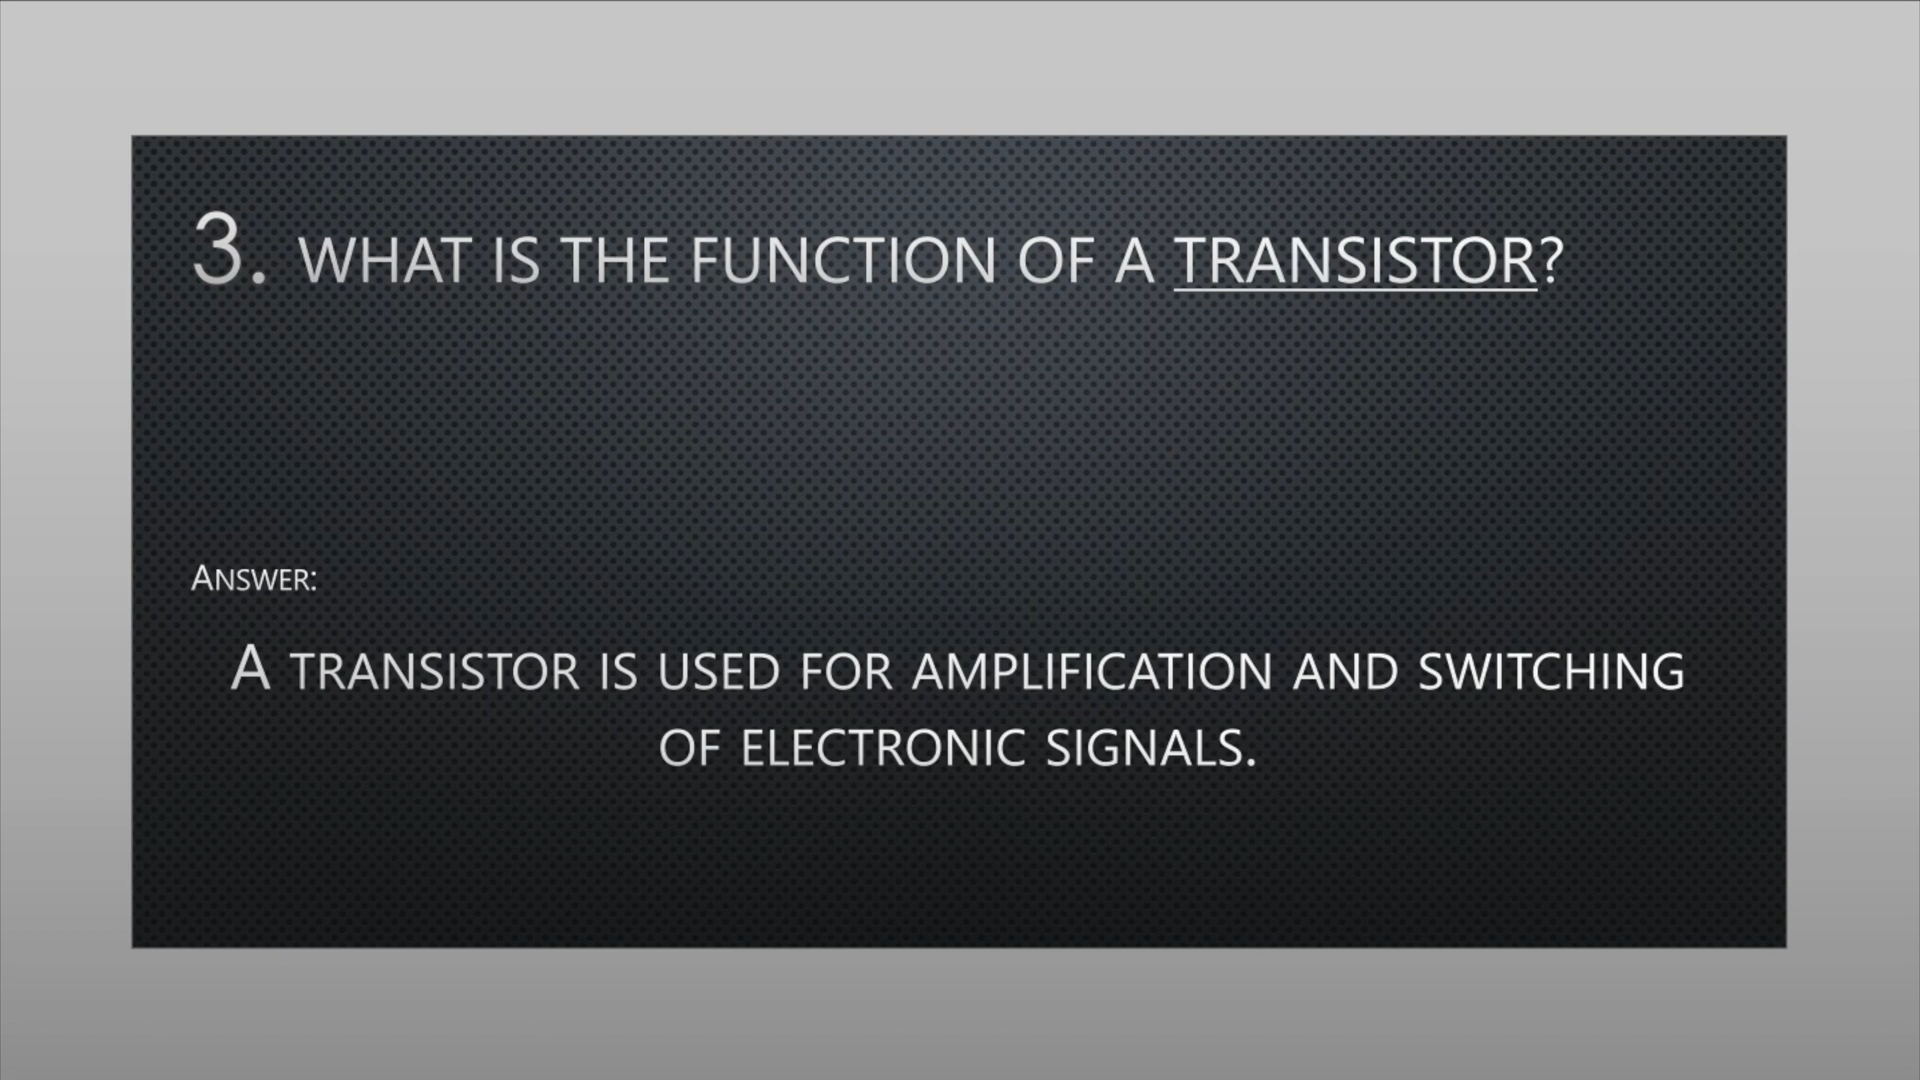 3. WHAT IS THE FUNCTION OF A TRANSISTOR?
ANSWER:
A TRANSISTOR IS USED FOR AMPLIFICATION AND SWITCHING
OF ELECTRONIC SIGNALS.